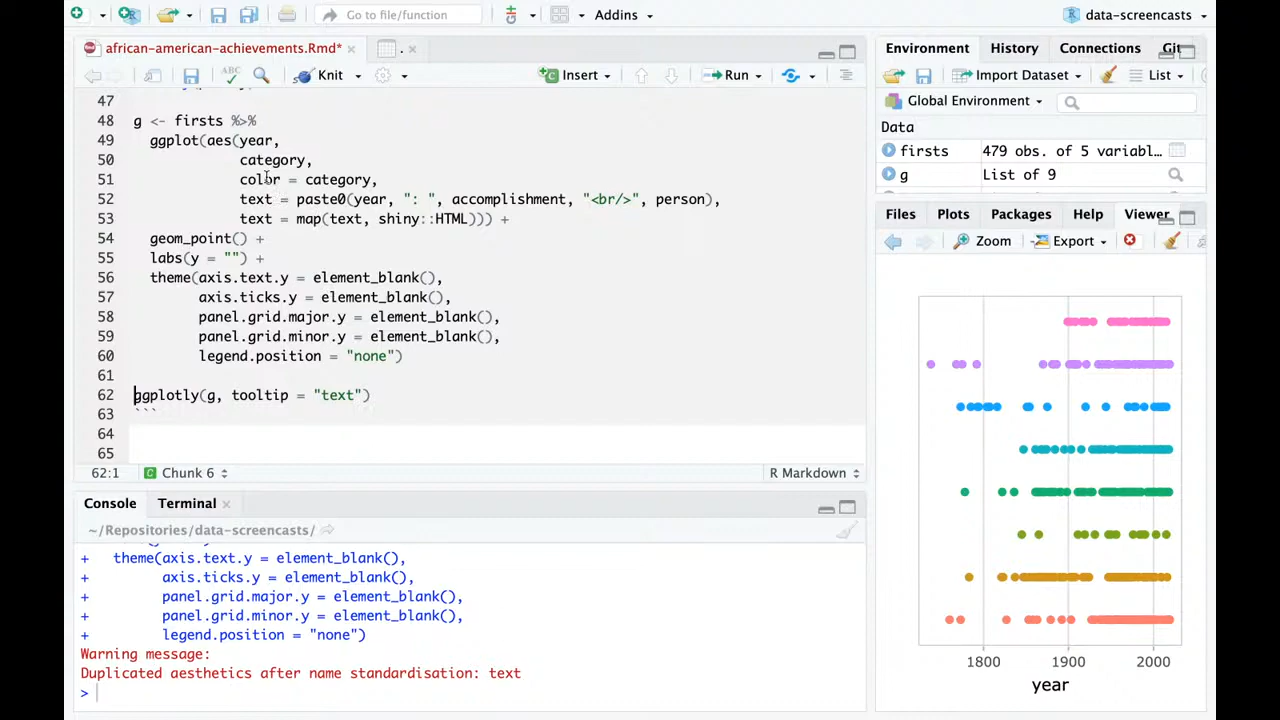 Go to file/function
Addins
data-screencasts
african-american-achievements.Rmd*
.
ABC
Knit
Insert
Run
47
48 g <- firsts %>%
49 ggplot(aes(year,
50 category,
51 color = category,
52 text = paste0(year, ": ", accomplishment, "<br/>", person),
53 text = map(text, shiny::HTML))) +
54 geom_point() +
55 labs(y = "") +
56 theme(axis.text.y = element_blank(),
57 axis.ticks.y = element_blank(),
58 panel.grid.major.y = element_blank(),
59 panel.grid.minor.y = element_blank(),
60 legend.position = "none")
61
62 ggplotly(g, tooltip = "text")
63 ```
64
65
62:1 Chunk 6 R Markdown
Console Terminal
~/Repositories/data-screencasts/
+ theme(axis.text.y = element_blank(),
+ axis.ticks.y = element_blank(),
+ panel.grid.major.y = element_blank(),
+ panel.grid.minor.y = element_blank(),
+ legend.position = "none")
Warning message:
Duplicated aesthetics after name standardisation: text
>
Environment History Connections Git
Import Dataset List
Global Environment
Data
firsts 479 obs. of 5 variabl…
g List of 9
Files Plots Packages Help Viewer
Zoom Export
1800 1900 2000
year